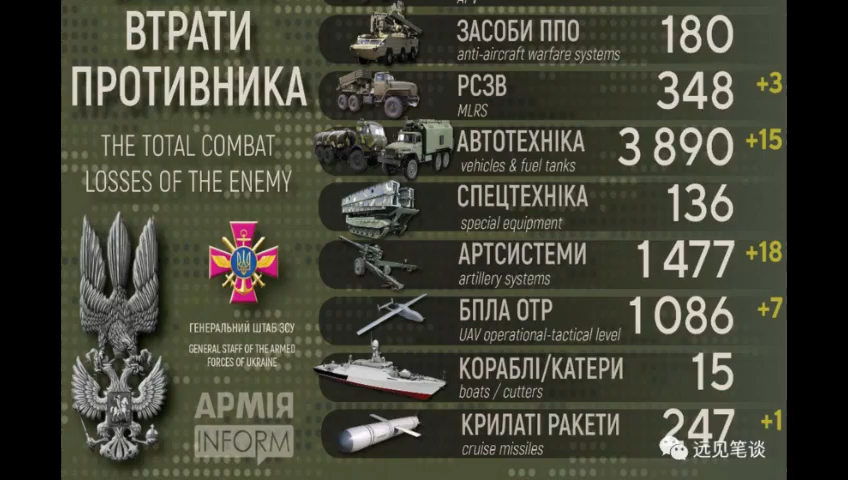 ВТРАТИ
ПРОТИВНИКА
THE TOTAL COMBAT
LOSSES OF THE ENEMY
ГЕНЕРАЛЬНИЙ ШТАБ ЗСУ
GENERAL STAFF OF THE ARMED
FORCES OF UKRAINE
АРМІЯ
INFORM
APV
ЗАСОБИ ППО 180
anti-aircraft warfare systems
РСЗВ 348 +3
MLRS
АВТОТЕХНІКА 3 890 +15
vehicles & fuel tanks
СПЕЦТЕХНІКА 136
special equipment
АРТСИСТЕМИ 1 477 +18
artillery systems
БПЛА ОТР 1 086 +7
UAV operational-tactical level
КОРАБЛІ/КАТЕРИ 15
boats / cutters
КРИЛАТІ РАКЕТИ 247 +1
cruise missiles
远见笔谈